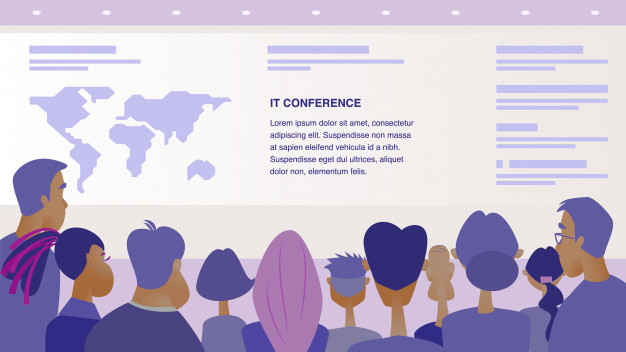 IT CONFERENCE
Lorem ipsum dolor sit amet, consectetur
adipiscing elit. Suspendisse non massa
at sapien eleifend vehicula id a nibh.
Suspendisse eget dui ultrices, aliquet
dolor non, elementum felis.